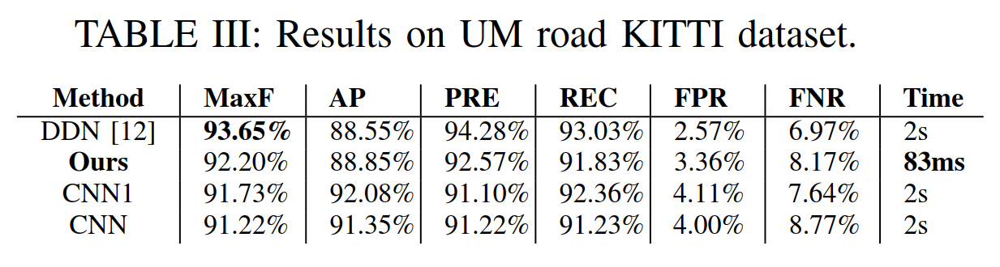 TABLE III: Results on UM road KITTI dataset.
Method MaxF AP PRE REC FPR FNR Time
DDN [12] 93.65% 88.55% 94.28% 93.03% 2.57% 6.97% 2s
Ours 92.20% 88.85% 92.57% 91.83% 3.36% 8.17% 83ms
CNN1 91.73% 92.08% 91.10% 92.36% 4.11% 7.64% 2s
CNN 91.22% 91.35% 91.22% 91.23% 4.00% 8.77% 2s